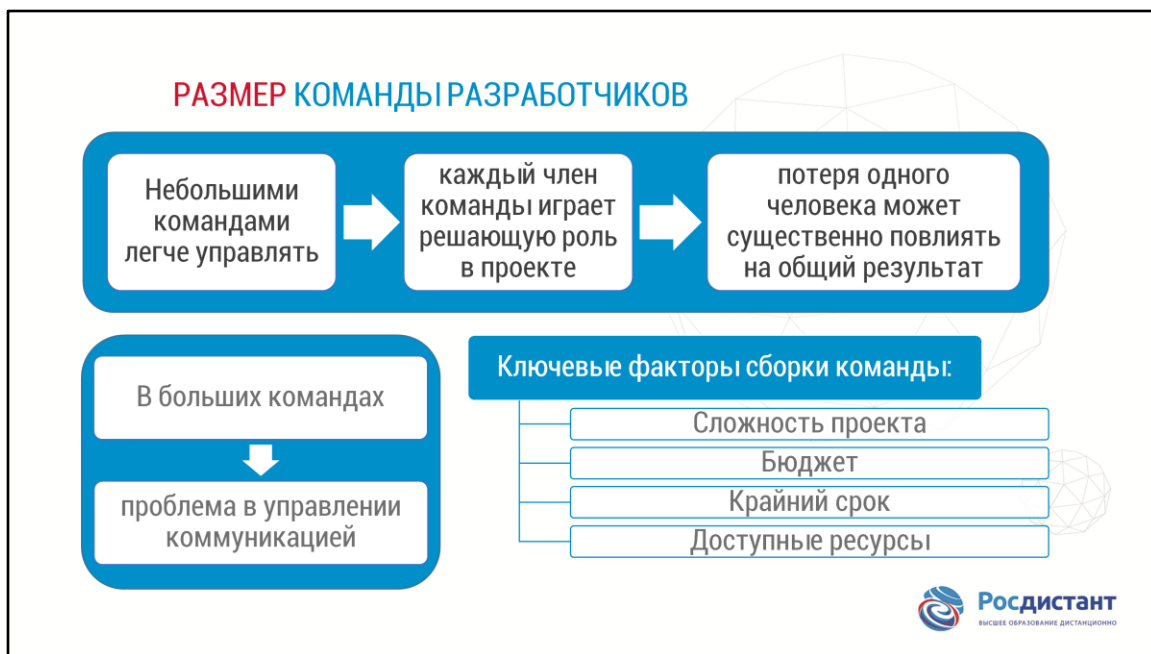 РАЗМЕР КОМАНДЫ РАЗРАБОТЧИКОВ
Небольшими
командами
легче управлять
каждый член
команды играет
решающую роль
в проекте
потеря одного
человека может
существенно повлиять
на общий результат
В больших командах
проблема в управлении
коммуникацией
Ключевые факторы сборки команды:
Сложность проекта
Бюджет
Крайний срок
Доступные ресурсы
Росдистант
ВЫСШЕЕ ОБРАЗОВАНИЕ ДИСТАНЦИОННО